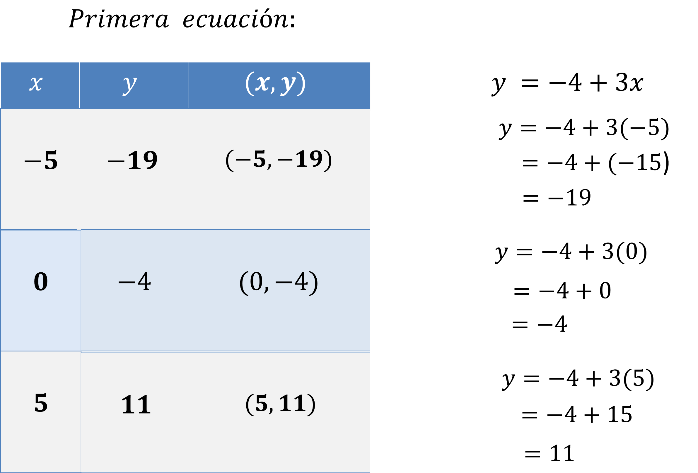 Primera ecuación:
x y (x, y)
−5 −19 (−5, −19)
0 −4 (0, −4)
5 11 (5, 11)
y = −4 + 3x
y = −4 + 3(−5)
= −4 + (−15)
= −19
y = −4 + 3(0)
= −4 + 0
= −4
y = −4 + 3(5)
= −4 + 15
= 11